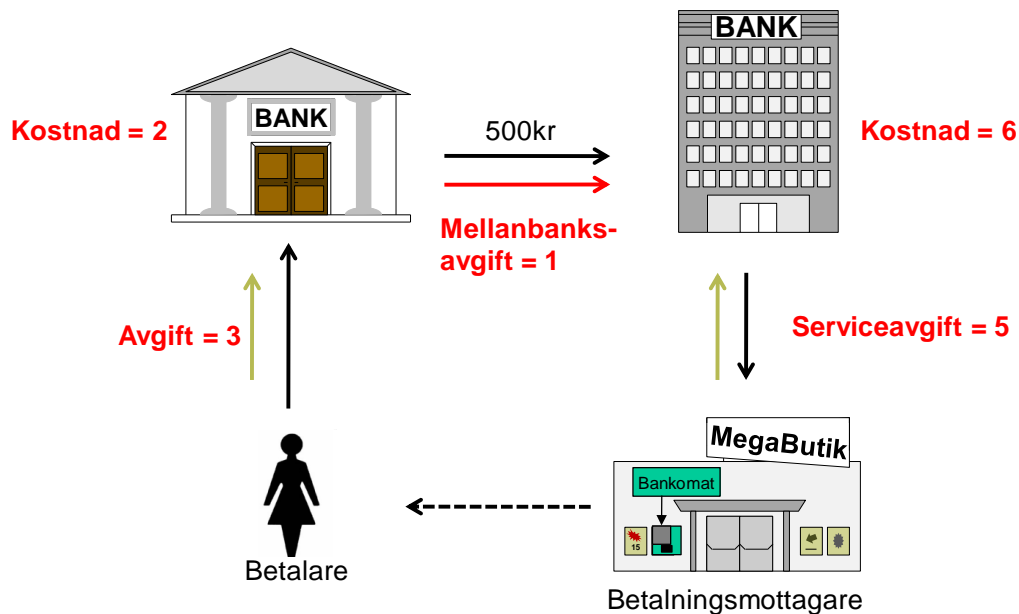 BANK
BANK
Kostnad = 2
500kr
Kostnad = 6
Mellanbanks-
avgift = 1
Avgift = 3
Serviceavgift = 5
MegaButik
Bankomat
15
Betalare
Betalningsmottagare